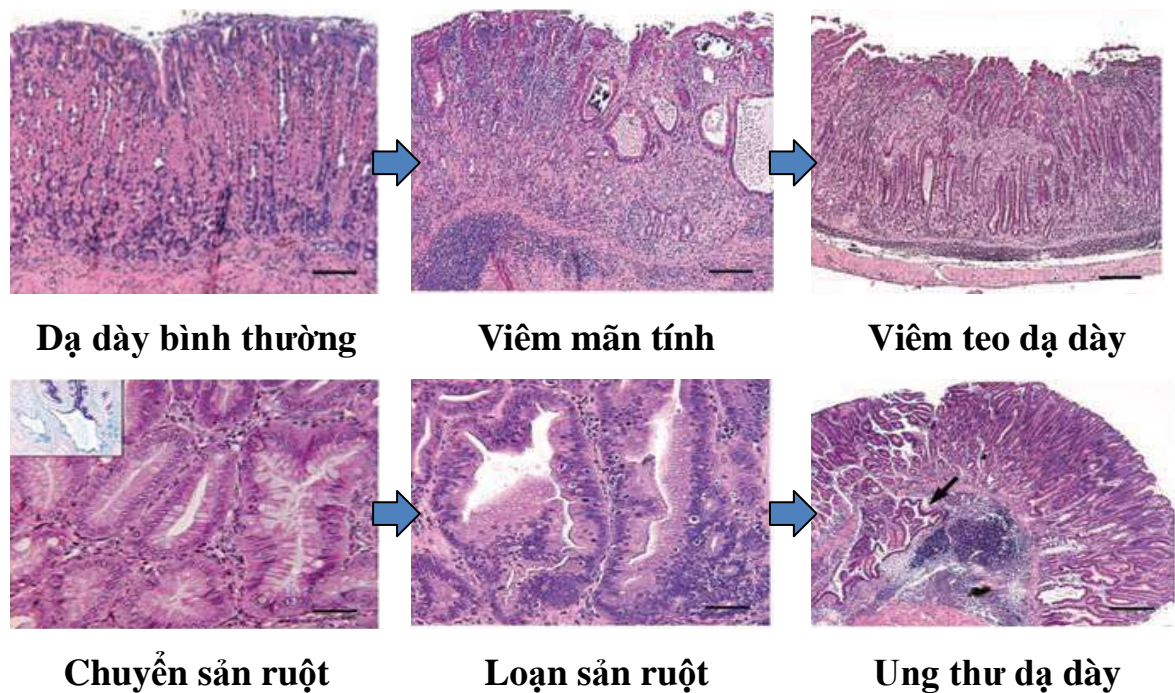 Dạ dày bình thường
Viêm mãn tính
Viêm teo dạ dày
Chuyển sản ruột
Loạn sản ruột
Ung thư dạ dày